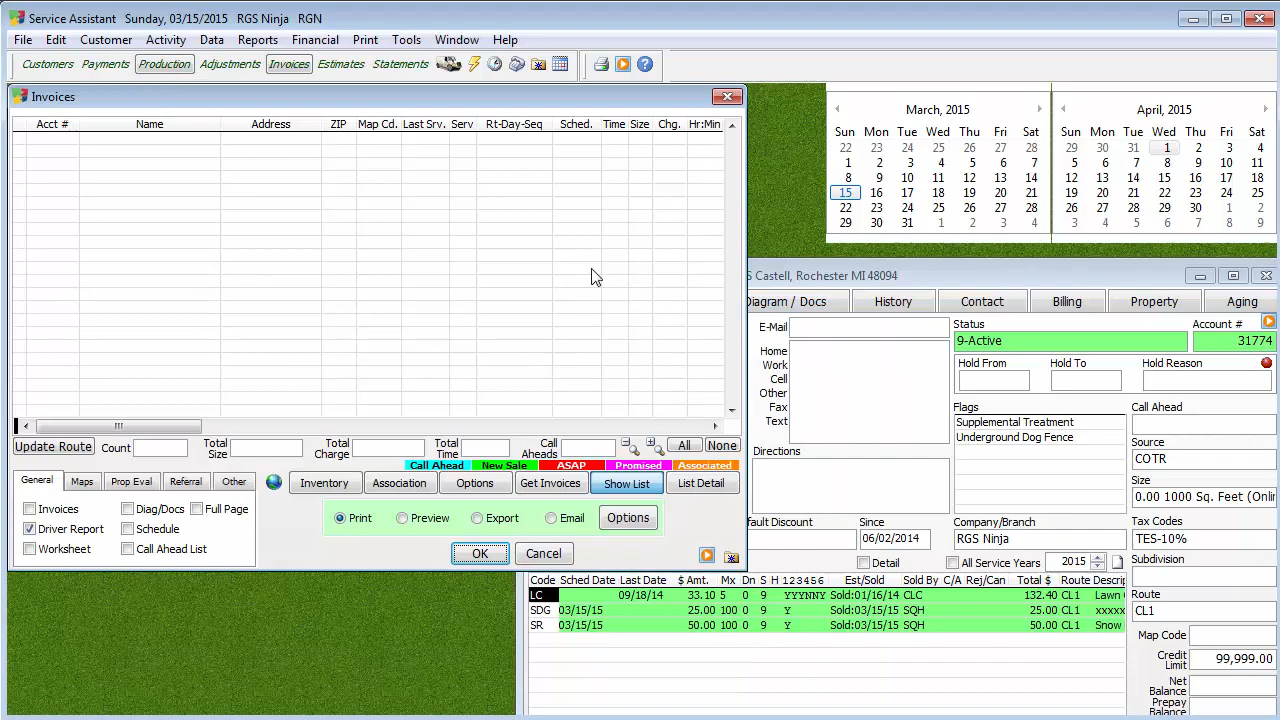 Service Assistant Sunday, 03/15/2015 RGS Ninja RGN
File Edit Customer Activity Data Reports Financial Print Tools Window Help
Customers Payments Production Adjustments Invoices Estimates Statements
Invoices
Acct # Name Address ZIP Map Cd. Last Srv. Serv Rt-Day-Seq Sched. Time Size Chg. Hr:Min
Update Route Count Total Size Total Charge Total Time Call Aheads All None
Call Ahead New Sale ASAP Promised Associated
General Maps Prop Eval Referral Other
Inventory Association Options Get Invoices Show List List Detail
Invoices Diag/Docs Full Page
Driver Report Schedule
Worksheet Call Ahead List
Print Preview Export Email Options
OK Cancel
March, 2015
Sun Mon Tue Wed Thu Fri Sat
22 23 24 25 26 27 28
1 2 3 4 5 6 7
8 9 10 11 12 13 14
15 16 17 18 19 20 21
22 23 24 25 26 27 28
29 30 31 1 2 3 4
April, 2015
Sun Mon Tue Wed Thu Fri Sat
29 30 31 1 2 3 4
5 6 7 8 9 10 11
12 13 14 15 16 17 18
19 20 21 22 23 24 25
26 27 28 29 30 1 2
3 4 5 6 7 8 9
S Castell, Rochester MI 48094
Diagram / Docs History Contact Billing Property Aging
E-Mail
Home
Work
Cell
Other
Fax
Text
Directions
Status
9-Active
Account #
31774
Hold From Hold To Hold Reason
Flags
Supplemental Treatment
Underground Dog Fence
Call Ahead
Source
COTR
Size
0.00 1000 Sq. Feet (Onli
Tax Codes
TES-10%
Subdivision
Route
CL1
Map Code
Credit Limit 99,999.00
Net Balance
Prepay Balance
fault Discount Since
06/02/2014
Company/Branch
RGS Ninja
Detail All Service Years 2015
Code Sched Date Last Date $ Amt. Mx Dn S H 1 2 3 4 5 6 Est/Sold Sold By C/A Rej/Can Total $ Route Descrip
LC 09/18/14 33.10 5 0 9 YYYNNY Sold:01/16/14 CLC 132.40 CL1 Lawn
SDG 03/15/15 25.00 100 0 9 Y Sold:03/15/15 SQH 25.00 CL1 xxxxx
SR 03/15/15 50.00 100 0 9 Y Sold:03/15/15 SQH 50.00 CL1 Snow